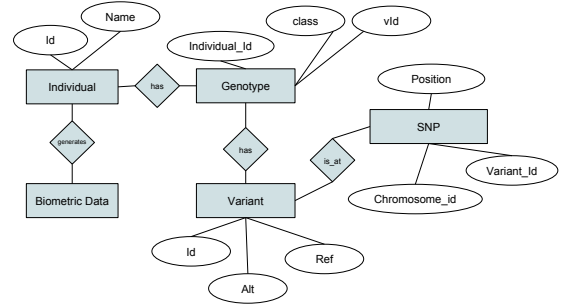 Name
class
vId
Id
Individual_Id
Position
Individual
has
Genotype
SNP
generates
has
is_at
Variant_Id
Biometric Data
Variant
Chromosome_id
Id
Ref
Alt